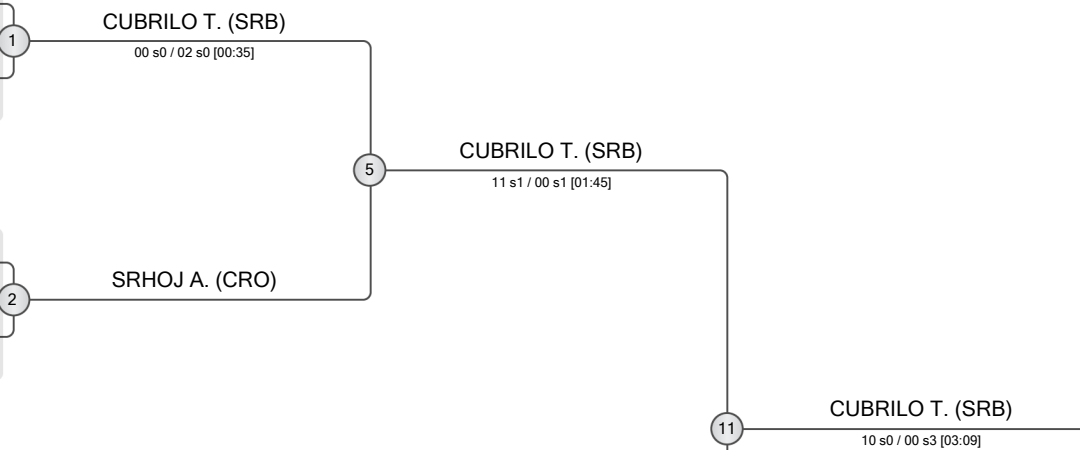 CUBRILO T. (SRB)
1
00 s0 / 02 s0 [00:35]
CUBRILO T. (SRB)
5
11 s1 / 00 s1 [01:45]
SRHOJ A. (CRO)
2
CUBRILO T. (SRB)
11
10 s0 / 00 s3 [03:09]